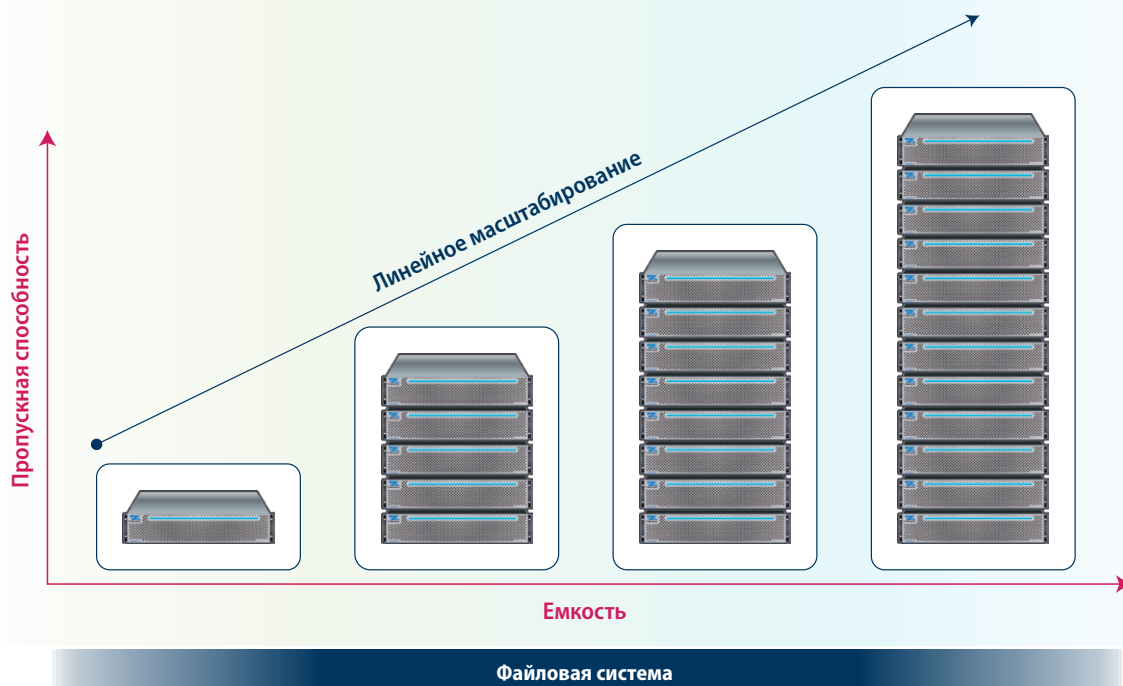 Линейное масштабирование
Пропускная способность
Емкость
Файловая система